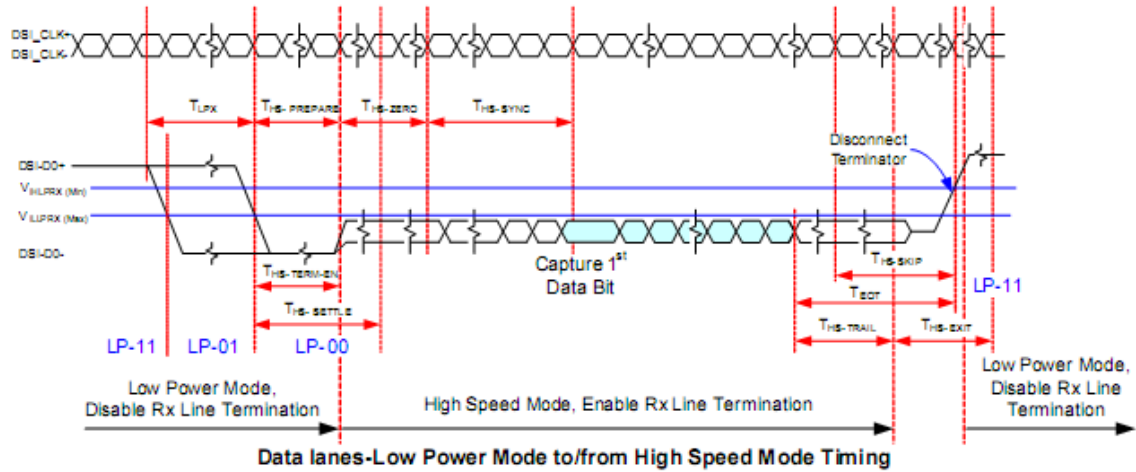 DSI_CLK+
DSI_CLK-
TLPX
THS-PREPARE
THS-ZERO
THS-SYNC
Disconnect
Terminator
DSI-D0+
VIHLPRX (Min)
VILLPRX (Max)
DSI-D0-
Capture 1st
Data Bit
THS-TERM-EN
THS-SKIP
THS-SETTLE
TEOT
LP-11
THS-TRAIL
THS-EXIT
LP-11
LP-01
LP-00
Low Power Mode,
Disable Rx Line Termination
High Speed Mode, Enable Rx Line Termination
Low Power Mode,
Disable Rx Line
Termination
Data lanes-Low Power Mode to/from High Speed Mode Timing